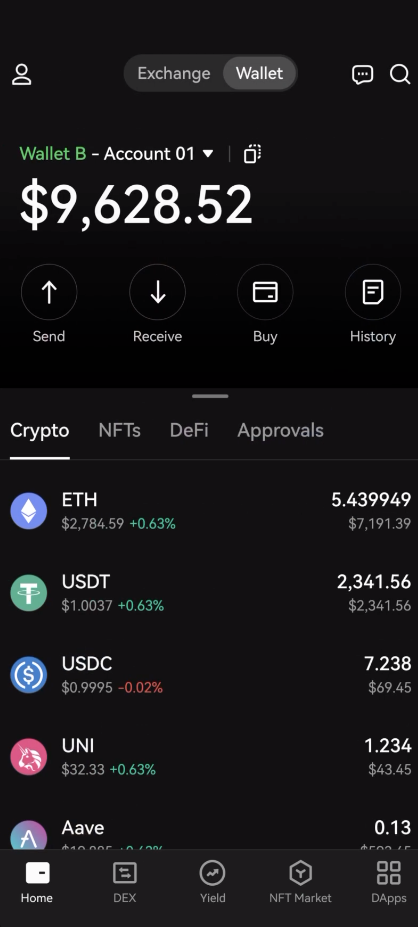 Exchange Wallet
Wallet B - Account 01
$9,628.52
Send Receive Buy History
Crypto NFTs DeFi Approvals
ETH 5.439949
$2,784.59 +0.63% $7,191.39
USDT 2,341.56
$1.0037 +0.63% $2,341.56
USDC 7.238
$0.9995 -0.02% $69.45
UNI 1.234
$32.33 +0.63% $43.45
Aave 0.13
Home DEX Yield NFT Market DApps